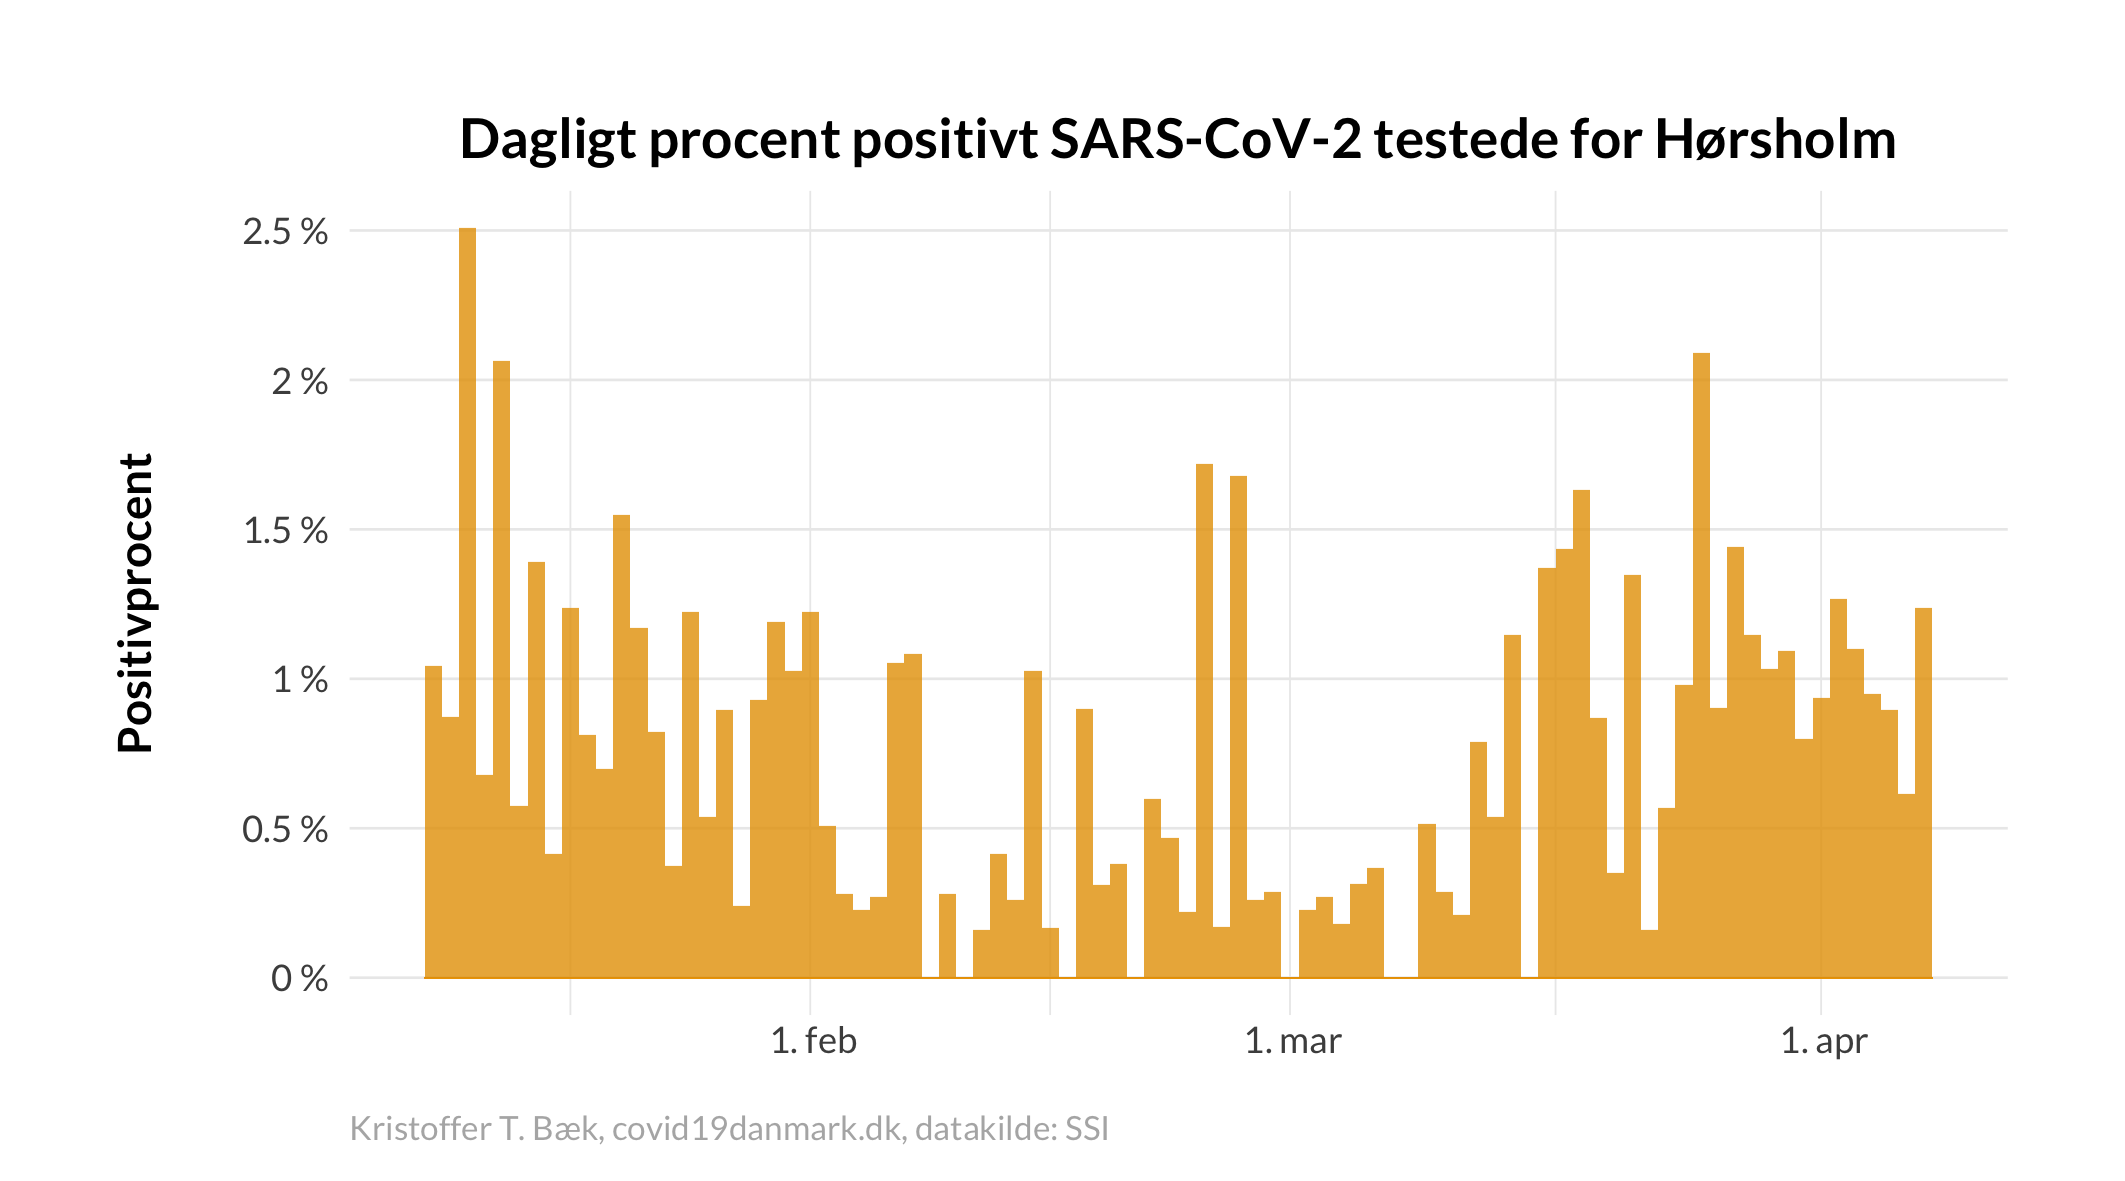 Dagligt procent positivt SARS-CoV-2 testede for Hørsholm
Positivprocent
2.5 %
2 %
1.5 %
1 %
0.5 %
0 %
1. feb
1. mar
1. apr
Kristoffer T. Bæk, covid19danmark.dk, datakilde: SSI